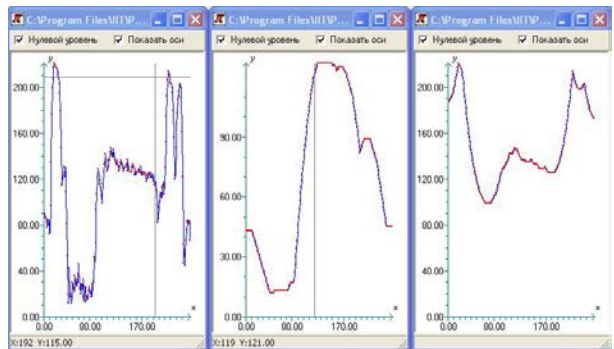 C:\Program Files\IIT\P...
Нулевой уровень Показать оси
y
200.00
160.00
120.00
80.00
40.00
0.00
0.00 80.00 170.00
x
X:192 Y:115.00
C:\Program Files\IIT\P...
Нулевой уровень Показать оси
y
90.00
60.00
30.00
0.00
0.00 80.00 170.00
x
X:119 Y:121.00
C:\Program Files\IIT\P...
Нулевой уровень Показать оси
y
200.00
160.00
120.00
80.00
40.00
0.00
0.00 80.00 170.00
x